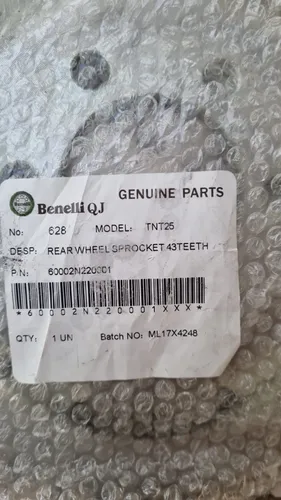 Benelli QJ GENUINE PARTS
No: 628 MODEL: TNT25
DESP: REAR WHEEL SPROCKET 43TEETH
P/N: 60002N220001
*60002N220001XXX*
QTY: 1 UN Batch NO: ML17X4248